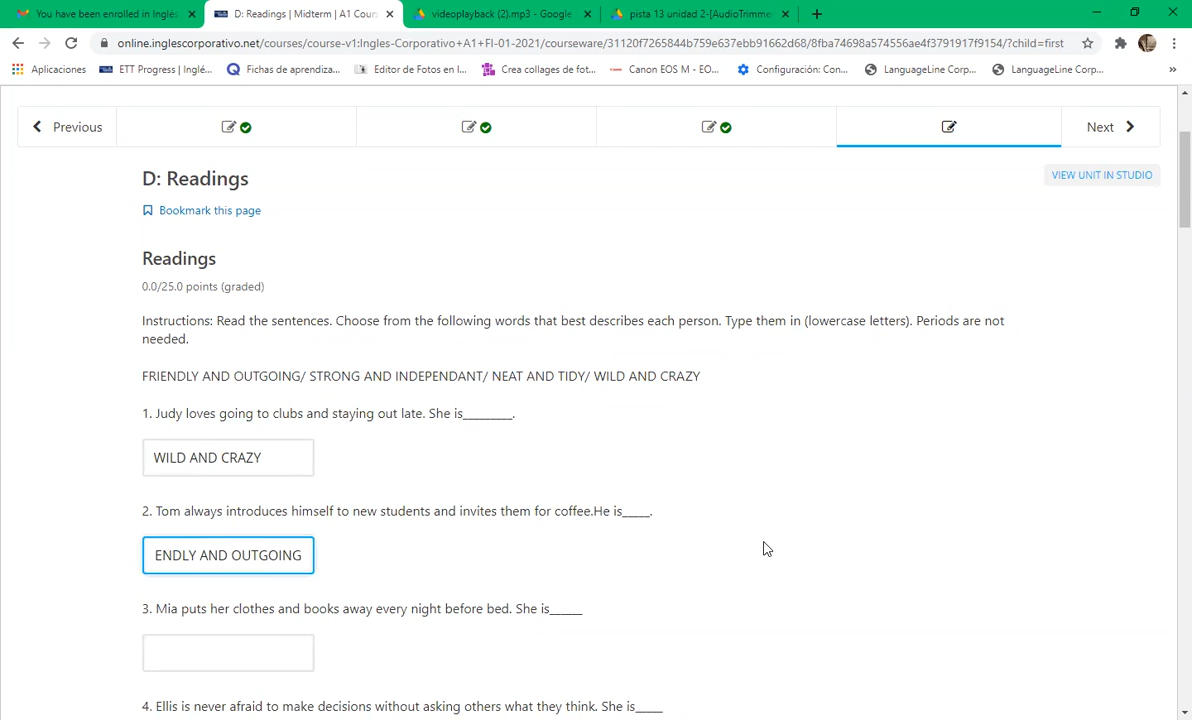 You have been enrolled in Inglés
D: Readings | Midterm | A1 Cours
videoplayback (2).mp3 - Google
pista 13 unidad 2-[AudioTrimme
online.inglescorporativo.net/courses/course-v1:Ingles-Corporativo+A1+FI-01-2021/courseware/31120f7265844b759e637ebb91662d68/8fba74698a574556ae4f3791917f9154/?child=first
Aplicaciones
ETT Progress | Inglé...
Fichas de aprendiza...
Editor de Fotos en l...
Crea collages de fot...
Canon EOS M - EO...
Configuración: Con...
LanguageLine Corp...
LanguageLine Corp...
»
Previous
Next
D: Readings
VIEW UNIT IN STUDIO
Bookmark this page
Readings
0.0/25.0 points (graded)
Instructions: Read the sentences. Choose from the following words that best describes each person. Type them in (lowercase letters). Periods are not
needed.
FRIENDLY AND OUTGOING/ STRONG AND INDEPENDANT/ NEAT AND TIDY/ WILD AND CRAZY
1. Judy loves going to clubs and staying out late. She is_________.
WILD AND CRAZY
2. Tom always introduces himself to new students and invites them for coffee.He is_____.
ENDLY AND OUTGOING
3. Mia puts her clothes and books away every night before bed. She is______
4. Ellis is never afraid to make decisions without asking others what they think. She is_____